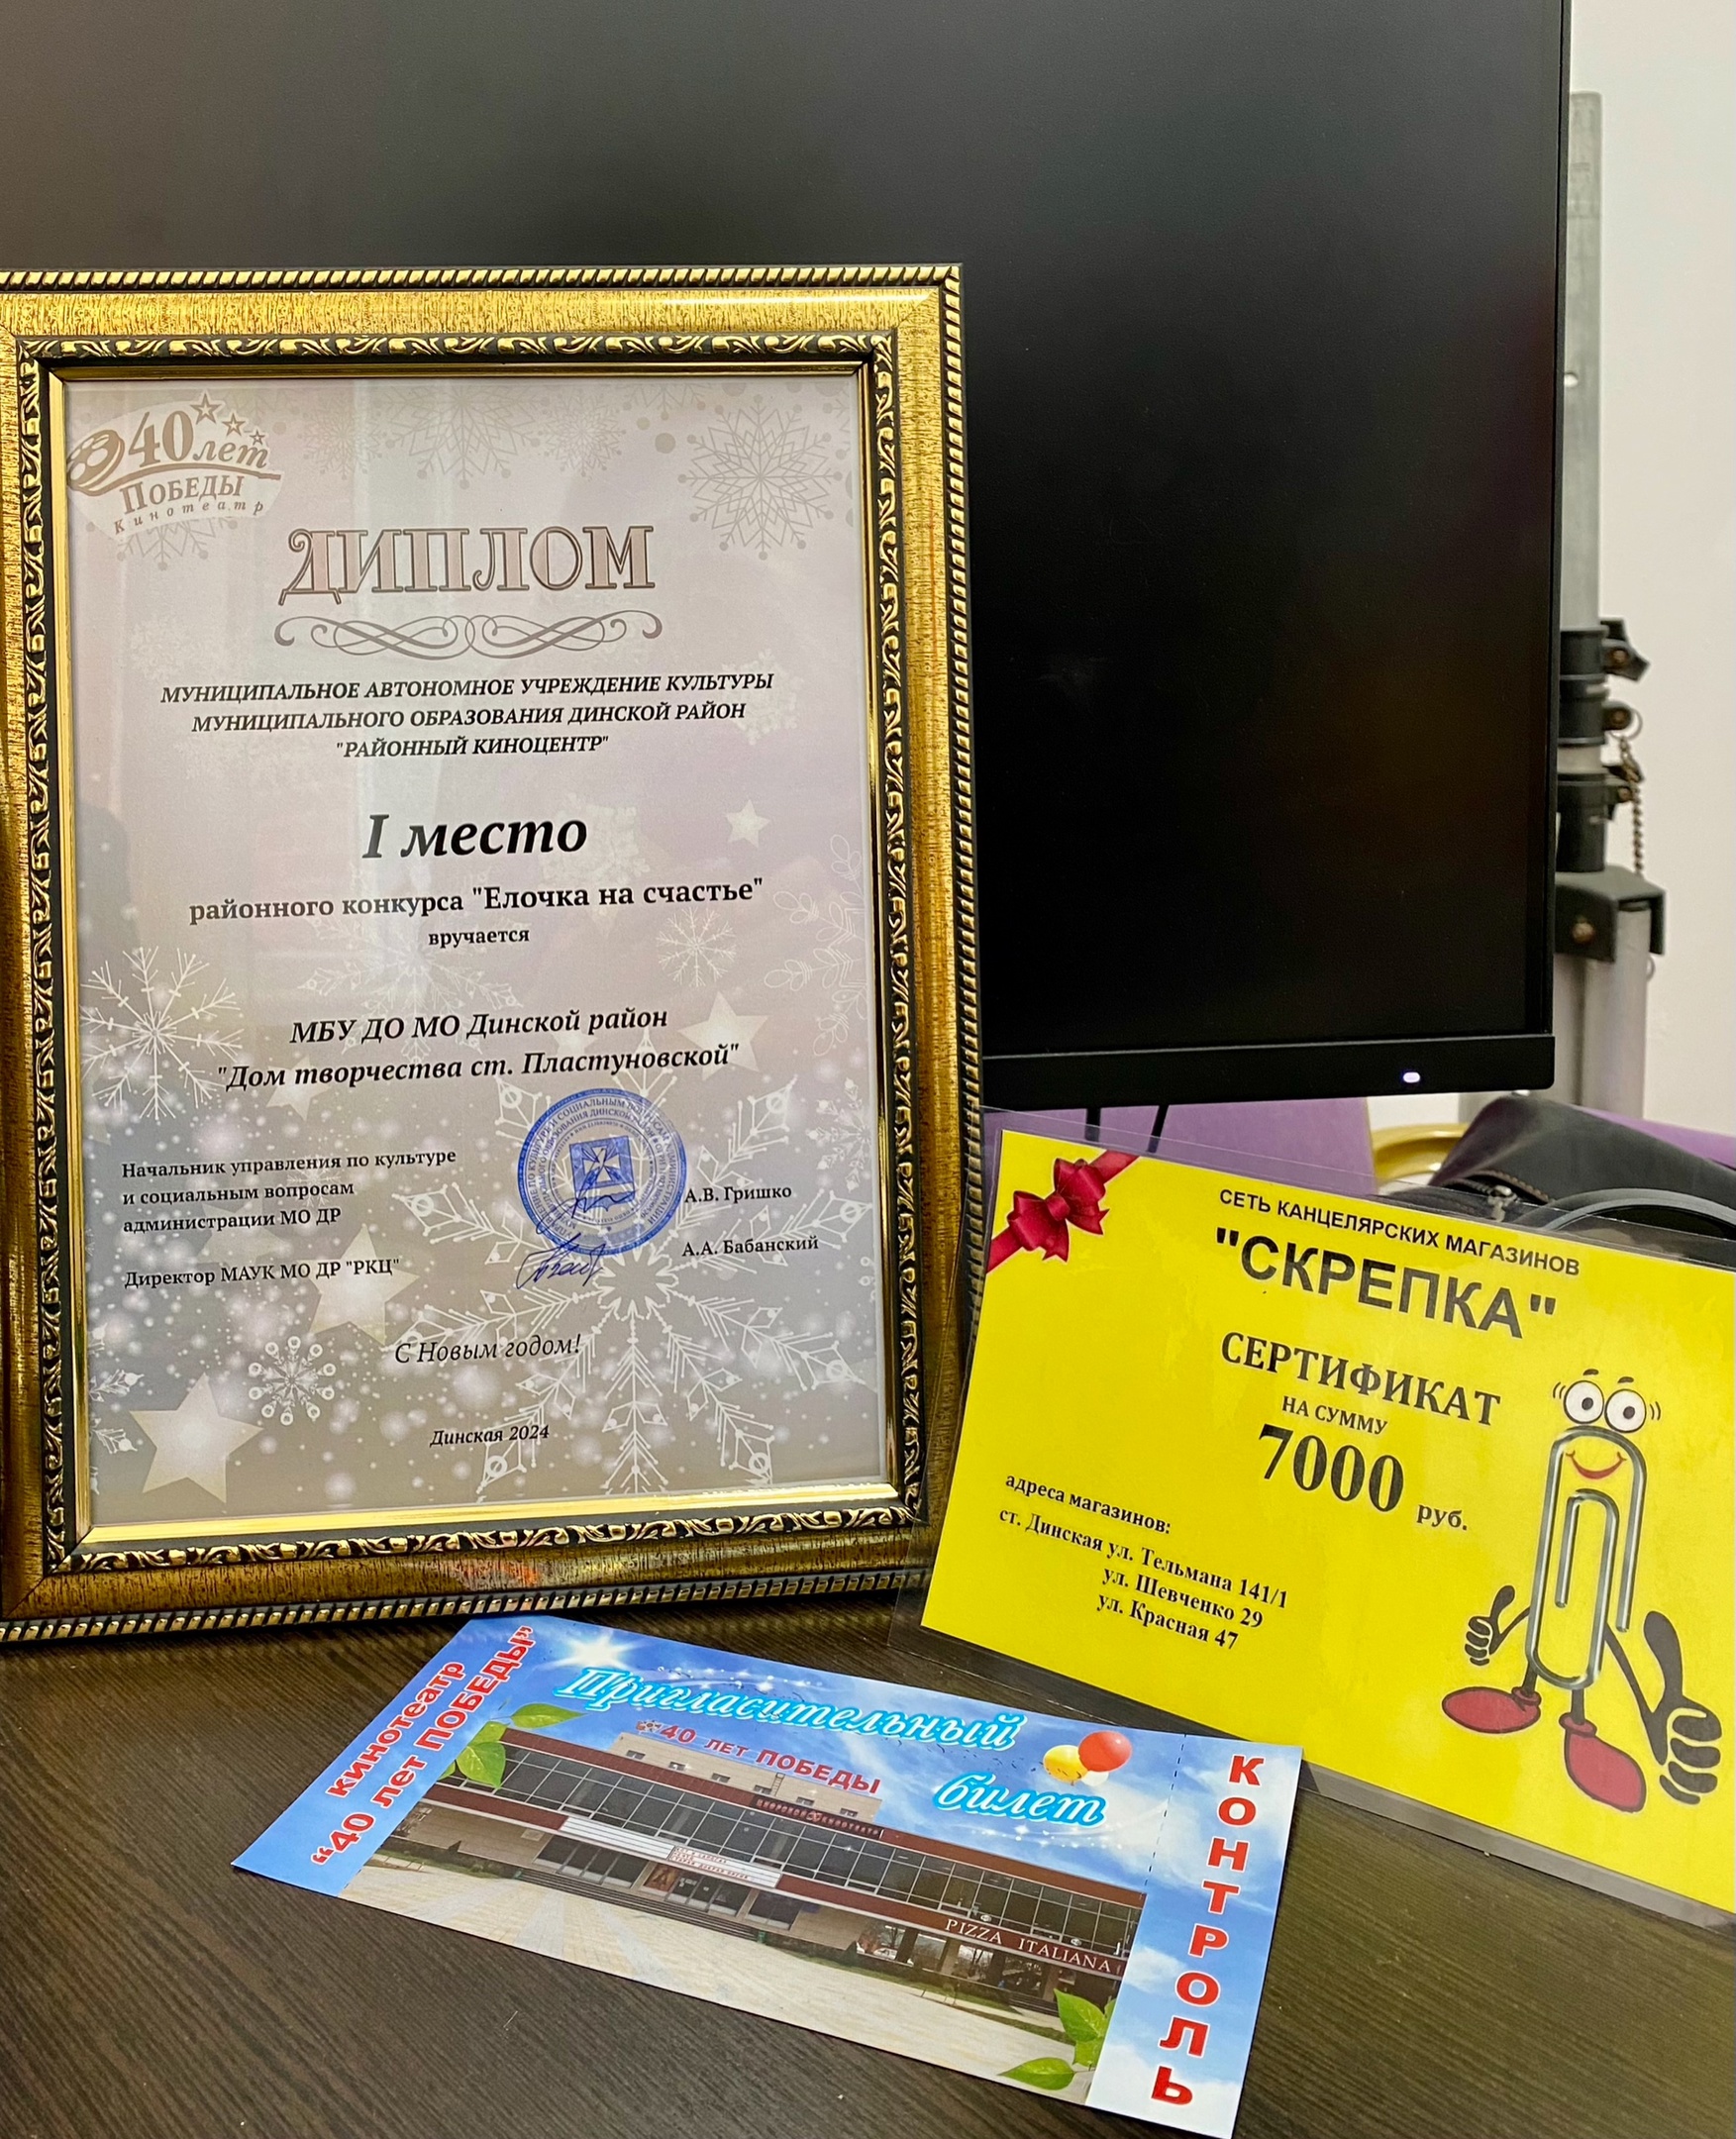 40 лет
ПОБЕДЫ
Кинотеатр
ДИПЛОМ
МУНИЦИПАЛЬНОЕ АВТОНОМНОЕ УЧРЕЖДЕНИЕ КУЛЬТУРЫ
МУНИЦИПАЛЬНОГО ОБРАЗОВАНИЯ ДИНСКОЙ РАЙОН
"РАЙОННЫЙ КИНОЦЕНТР"
I место
районного конкурса "Елочка на счастье"
вручается
МБУ ДО МО Динской район
"Дом творчества ст. Пластуновской"
Начальник управления по культуре
и социальным вопросам
администрации МО ДР
А.В. Гришко
Директор МАУК МО ДР "РКЦ"
А.А. Бабанский
С Новым годом!
Динская 2024
СЕТЬ КАНЦЕЛЯРСКИХ МАГАЗИНОВ
"СКРЕПКА"
СЕРТИФИКАТ
НА СУММУ
7000 руб.
адреса магазинов:
ст. Динская ул. Тельмана 141/1
ул. Шевченко 29
ул. Красная 47
кинотеатр
“40 лет ПОБЕДЫ”
Пригласительный
билет
40 ЛЕТ ПОБЕДЫ
ЦИФРОВОЙ КИНОТЕАТР
PIZZA ITALIANA
КОНТРОЛЬ